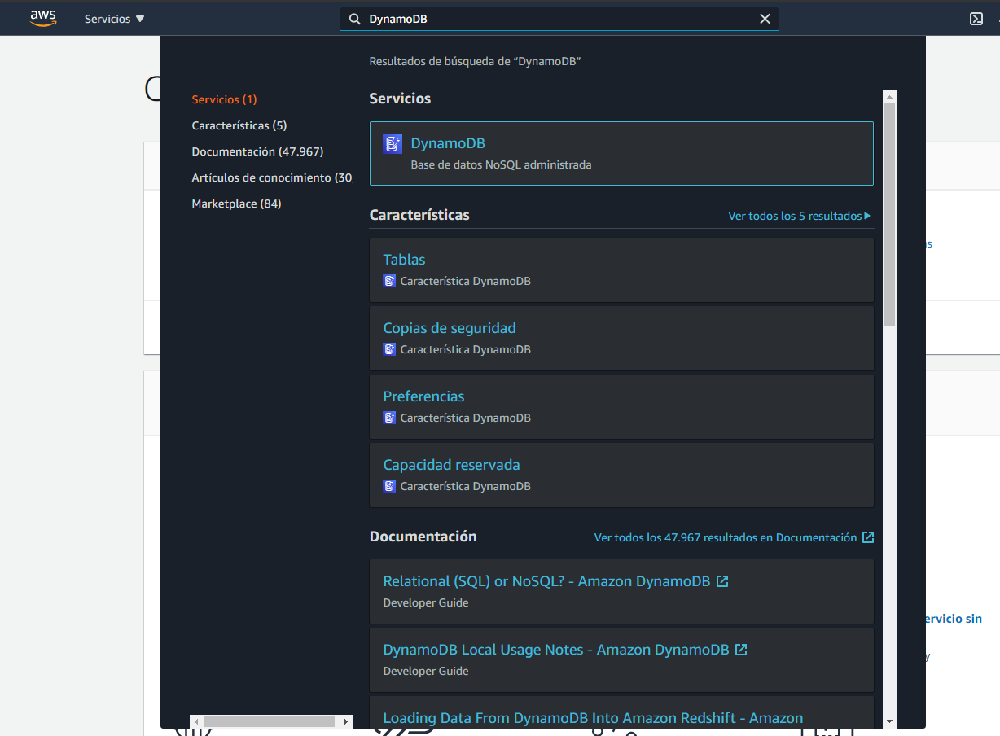 aws
Servicios
DynamoDB
Resultados de búsqueda de “DynamoDB”
Servicios (1)
Características (5)
Documentación (47.967)
Artículos de conocimiento (30
Marketplace (84)
Servicios
DynamoDB
Base de datos NoSQL administrada
Características
Ver todos los 5 resultados
Tablas
Característica DynamoDB
Copias de seguridad
Característica DynamoDB
Preferencias
Característica DynamoDB
Capacidad reservada
Característica DynamoDB
Documentación
Ver todos los 47.967 resultados en Documentación
Relational (SQL) or NoSQL? - Amazon DynamoDB
Developer Guide
DynamoDB Local Usage Notes - Amazon DynamoDB
Developer Guide
Loading Data From DynamoDB Into Amazon Redshift - Amazon
ervicio sin